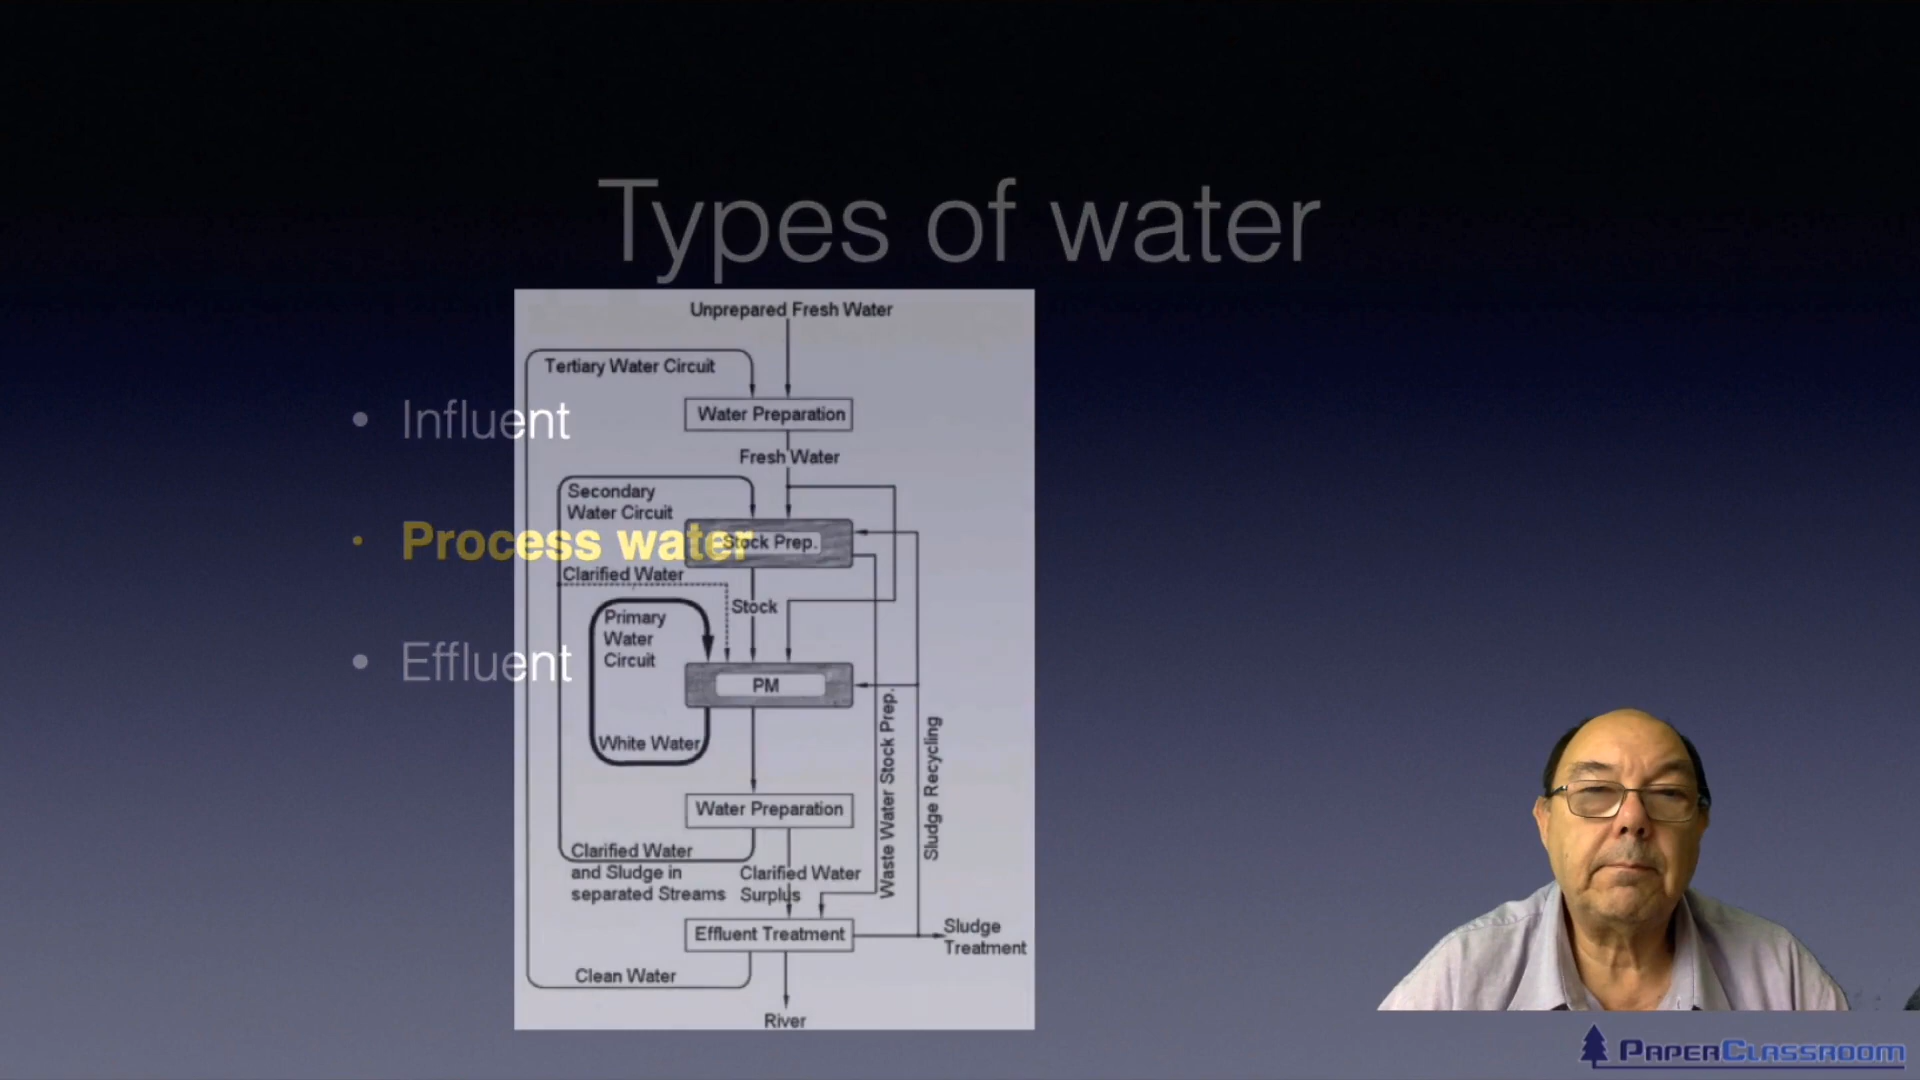 Types of water
• Influent
• Process water
• Effluent
Unprepared Fresh Water
Tertiary Water Circuit
Water Preparation
Fresh Water
Secondary
Water Circuit
Stock Prep.
Clarified Water
Stock
Primary
Water
Circuit
PM
White Water
Waste Water Stock Prep.
Sludge Recycling
Water Preparation
Clarified Water
and Sludge in
separated Streams
Clarified Water
Surplus
Effluent Treatment
Sludge
Treatment
Clean Water
River
PAPERCLASSROOM